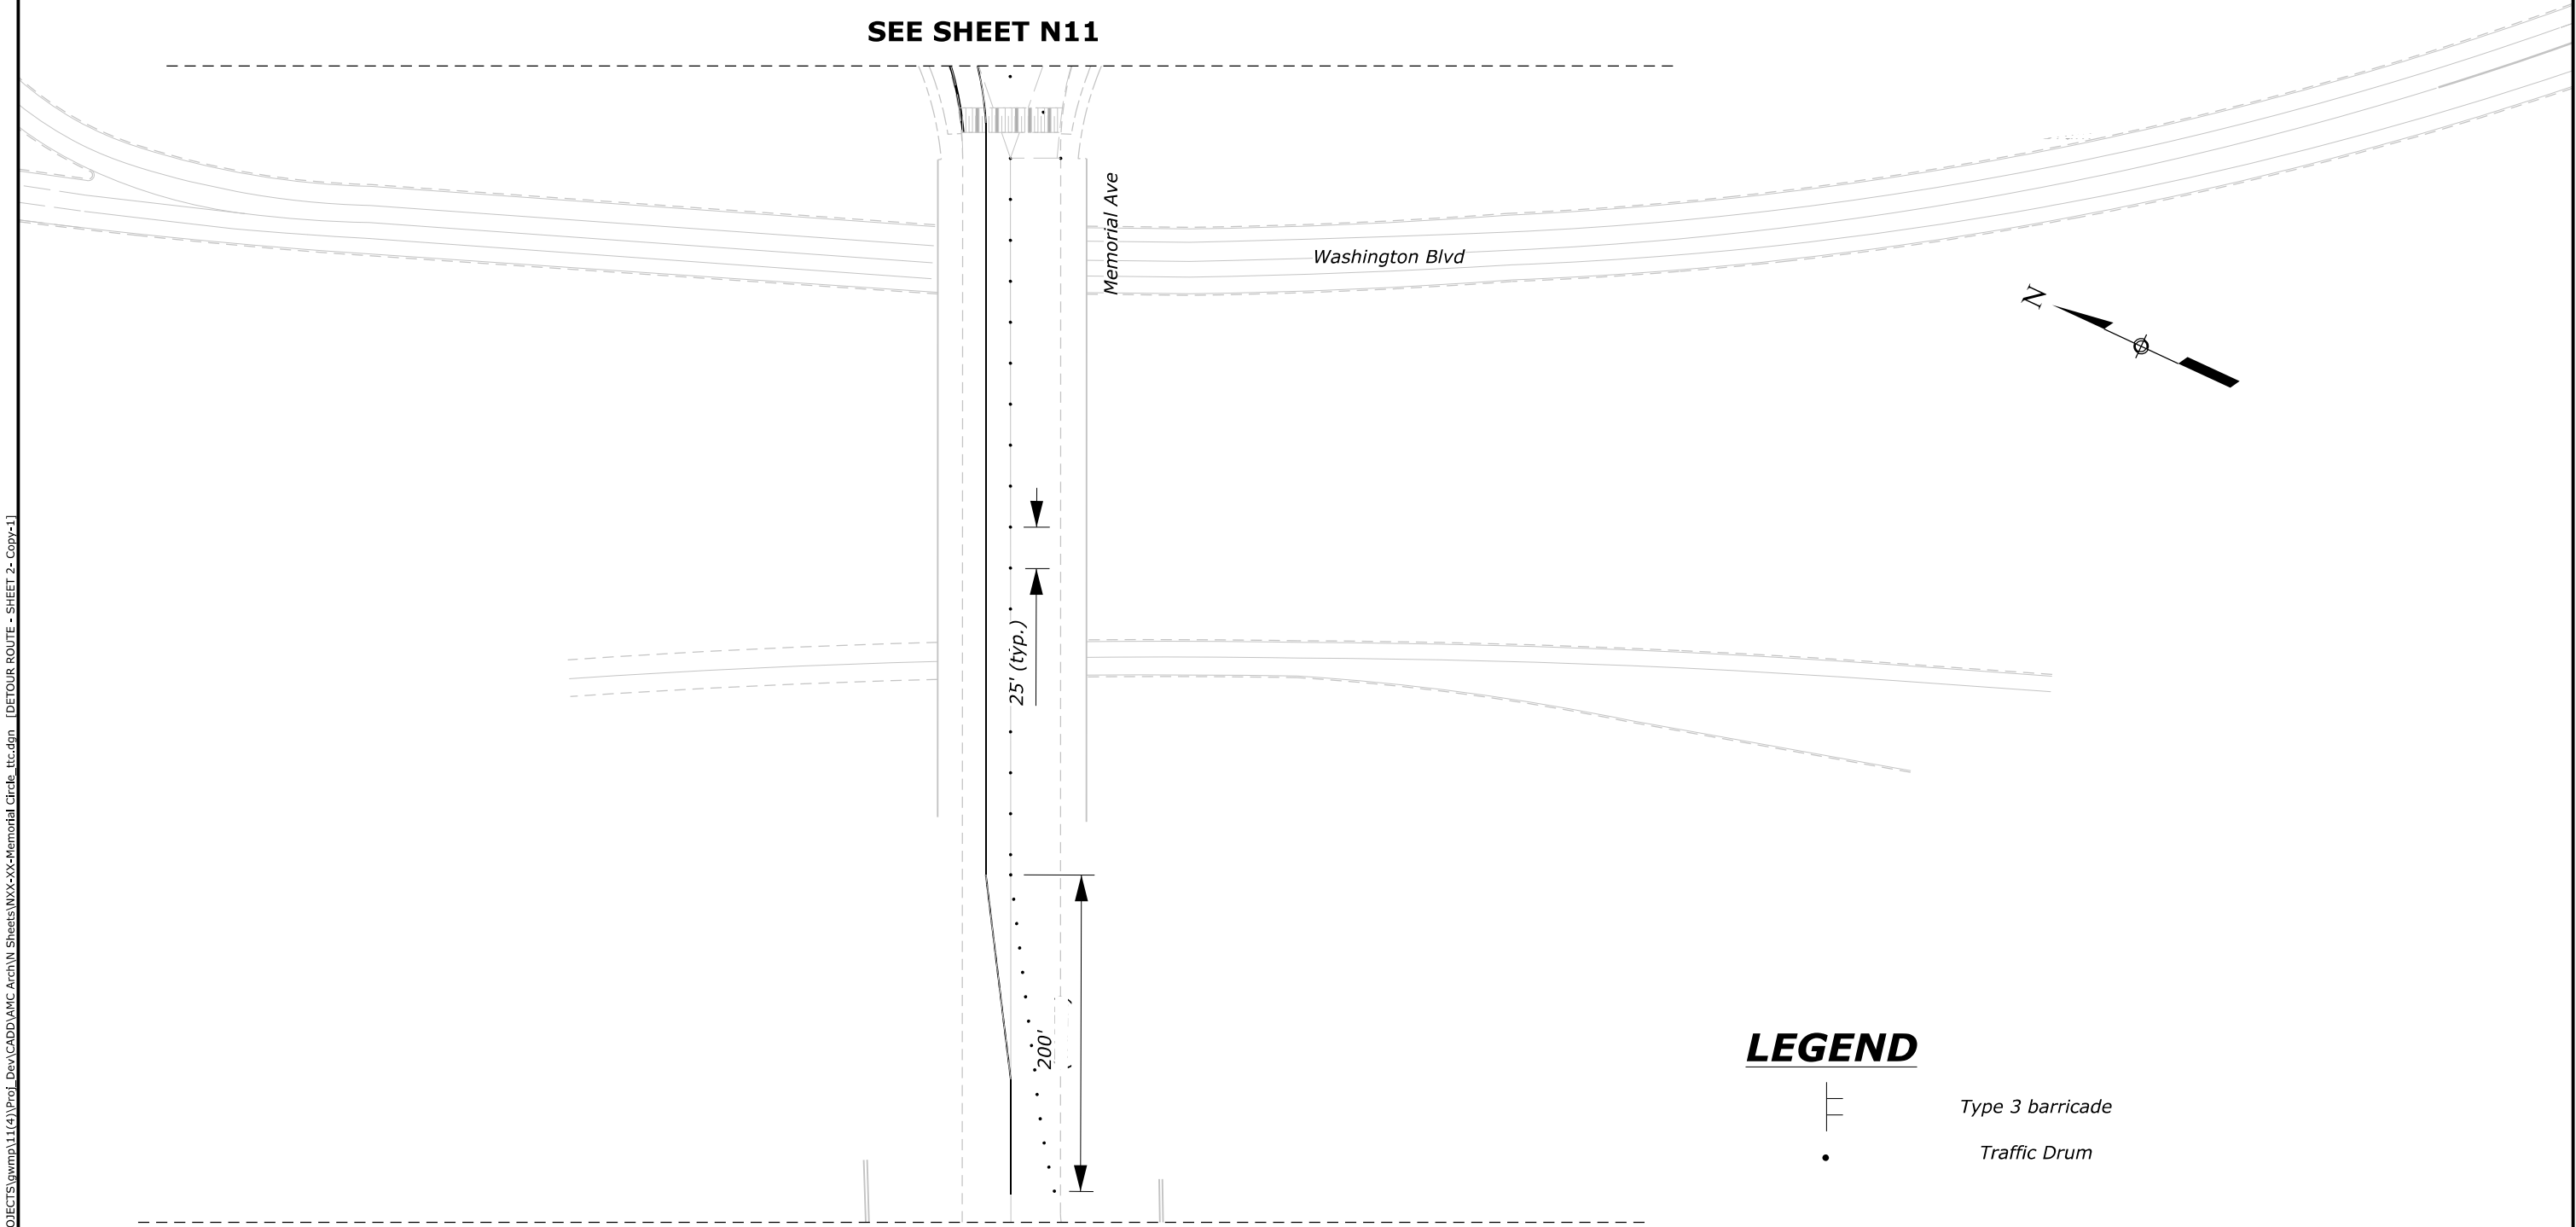 SEE SHEET N11
Memorial Ave
Washington Blvd
N
25' (typ.)
200'
LEGEND
Type 3 barricade
Traffic Drum
OJECTS\gwmp\11(4)\Proj_Dev\CADD\AMC Arch\N Sheets\NXX-XX-Memorial Circle_ttc.dgn [DETOUR ROUTE - SHEET 2- Copy-1]